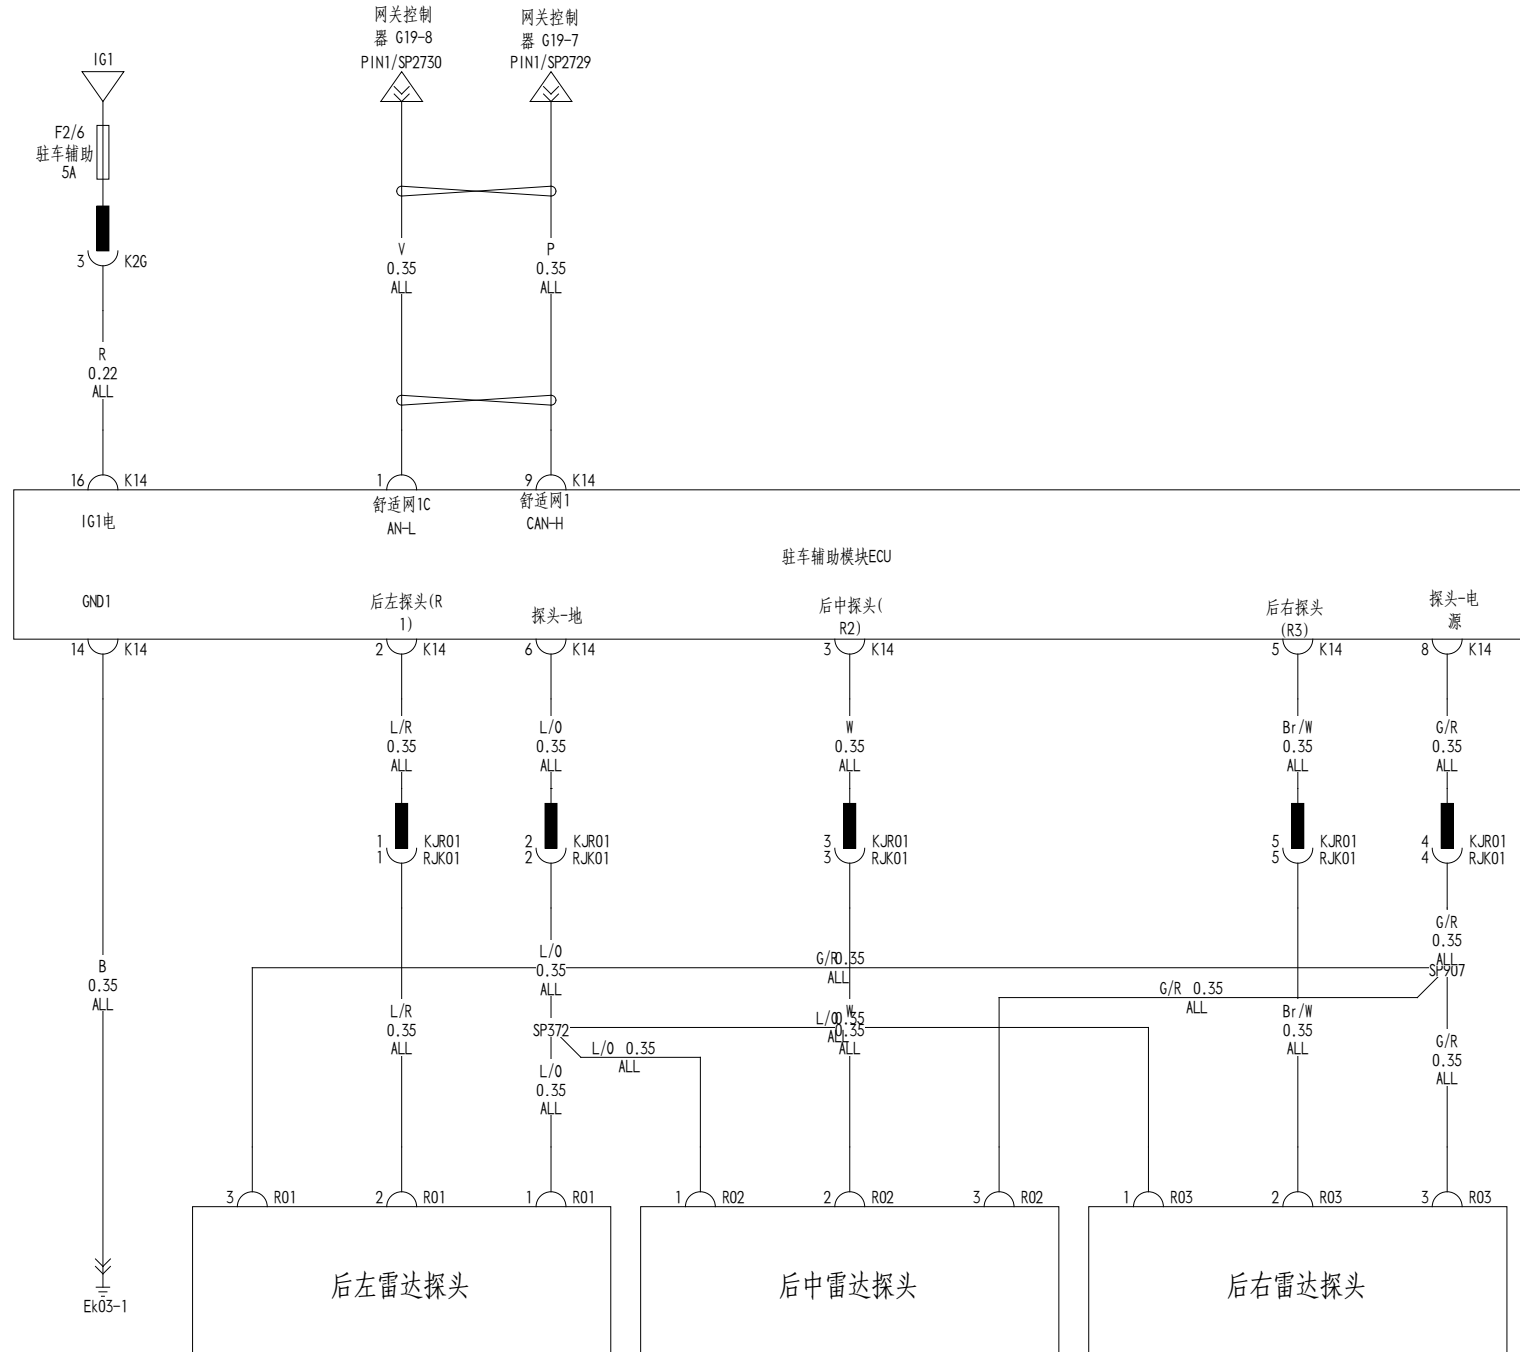 网关控制
器 G19-8
PIN1/SP2730
网关控制
器 G19-7
PIN1/SP2729
IG1
F2/6
驻车辅助
5A
3
K2G
V
0.35
ALL
P
0.35
ALL
R
0.22
ALL
16
K14
1
9
K14
IG1电
舒适网1C
AN-L
舒适网1
CAN-H
驻车辅助模块ECU
GND1
后左探头(R
1)
探头-地
后中探头(
R2)
后右探头
(R3)
探头-电
源
14
K14
2
K14
6
K14
3
K14
5
K14
8
K14
L/R
0.35
ALL
L/O
0.35
ALL
W
0.35
ALL
Br/W
0.35
ALL
G/R
0.35
ALL
1
KJR01
1
RJK01
2
KJR01
2
RJK01
3
KJR01
3
RJK01
5
KJR01
5
RJK01
4
KJR01
4
RJK01
B
0.35
ALL
L/O
0.35
ALL
G/R 0.35
ALL
G/R
0.35
ALL
SP907
G/R 0.35
ALL
L/R
0.35
ALL
SP372
L/O 0.35
ALL
W
0.35
ALL
Br/W
0.35
ALL
L/O 0.35
ALL
L/O
0.35
ALL
G/R
0.35
ALL
3
R01
2
R01
1
R01
1
R02
2
R02
3
R02
1
R03
2
R03
3
R03
后左雷达探头
后中雷达探头
后右雷达探头
Ek03-1